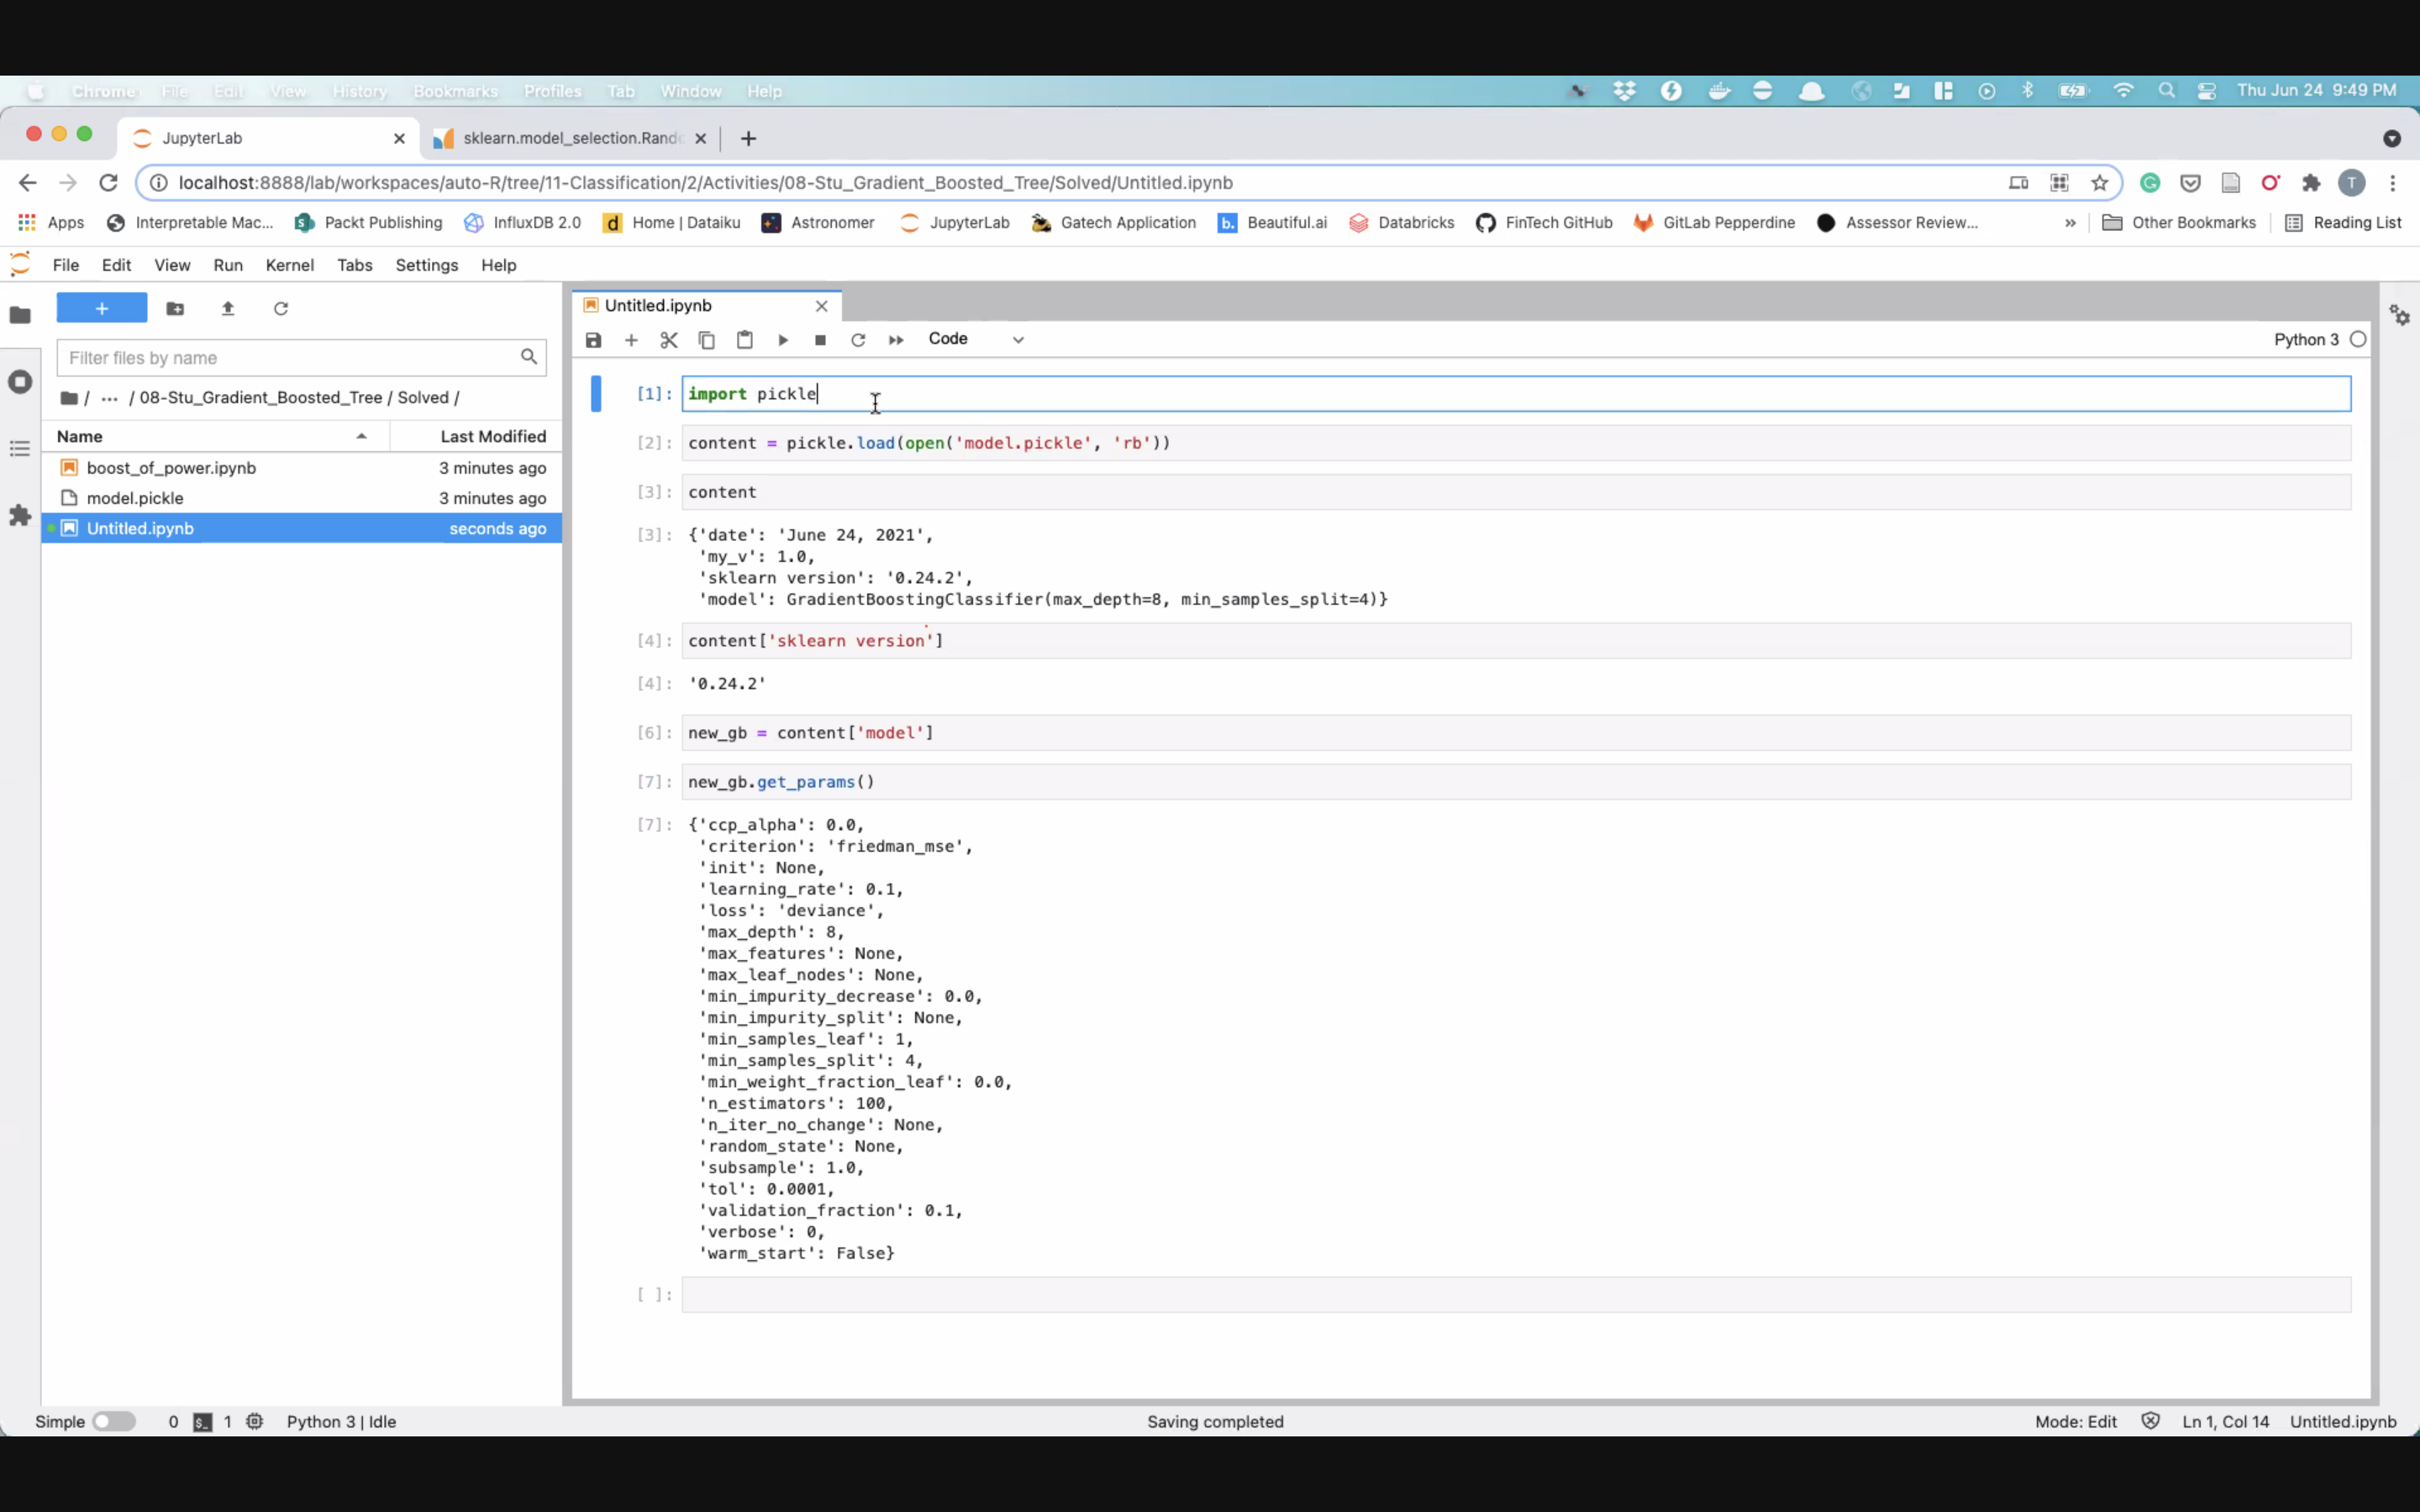 Chrome File Edit View History Bookmarks Profiles Tab Window Help Thu Jun 24 9:49 PM
JupyterLab sklearn.model_selection.Rand
localhost:8888/lab/workspaces/auto-R/tree/11-Classification/2/Activities/08-Stu_Gradient_Boosted_Tree/Solved/Untitled.ipynb T
Apps Interpretable Mac... Packt Publishing InfluxDB 2.0 Home | Dataiku Astronomer JupyterLab Gatech Application Beautiful.ai Databricks FinTech GitHub GitLab Pepperdine Assessor Review... » Other Bookmarks Reading List
File Edit View Run Kernel Tabs Settings Help
Untitled.ipynb
Code Python 3
Filter files by name
/ ··· / 08-Stu_Gradient_Boosted_Tree / Solved /
Name Last Modified
boost_of_power.ipynb 3 minutes ago
model.pickle 3 minutes ago
Untitled.ipynb seconds ago
[1]: import pickle
[2]: content = pickle.load(open('model.pickle', 'rb'))
[3]: content
[3]: {'date': 'June 24, 2021',
'my_v': 1.0,
'sklearn version': '0.24.2',
'model': GradientBoostingClassifier(max_depth=8, min_samples_split=4)}
[4]: content['sklearn version']
[4]: '0.24.2'
[6]: new_gb = content['model']
[7]: new_gb.get_params()
[7]: {'ccp_alpha': 0.0,
'criterion': 'friedman_mse',
'init': None,
'learning_rate': 0.1,
'loss': 'deviance',
'max_depth': 8,
'max_features': None,
'max_leaf_nodes': None,
'min_impurity_decrease': 0.0,
'min_impurity_split': None,
'min_samples_leaf': 1,
'min_samples_split': 4,
'min_weight_fraction_leaf': 0.0,
'n_estimators': 100,
'n_iter_no_change': None,
'random_state': None,
'subsample': 1.0,
'tol': 0.0001,
'validation_fraction': 0.1,
'verbose': 0,
'warm_start': False}
[ ]:
Simple 0 $_ 1 Python 3 | Idle Saving completed Mode: Edit Ln 1, Col 14 Untitled.ipynb